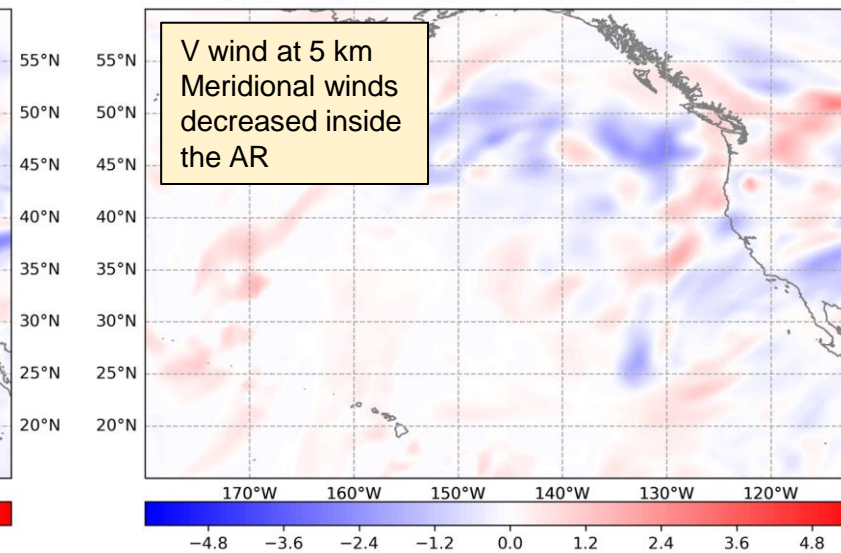 V wind at 5 km
Meridional winds
decreased inside
the AR
55°N 55°N
50°N 50°N
45°N 45°N
40°N 40°N
35°N 35°N
30°N 30°N
25°N 25°N
20°N 20°N
170°W 160°W 150°W 140°W 130°W 120°W
−4.8 −3.6 −2.4 −1.2 0.0 1.2 2.4 3.6 4.8